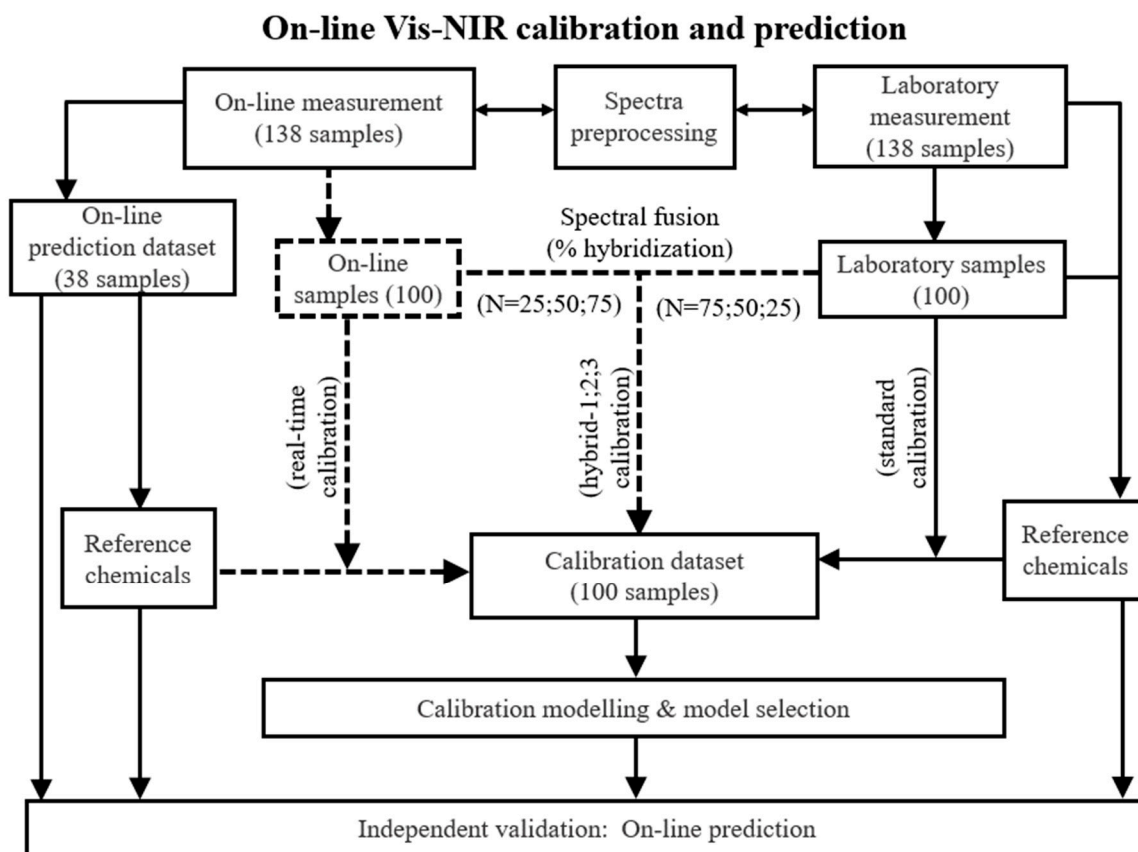 On-line Vis-NIR calibration and prediction
On-line measurement
(138 samples)
Spectra
preprocessing
Laboratory
measurement
(138 samples)
On-line
prediction dataset
(38 samples)
On-line
samples (100)
Spectral fusion
(% hybridization)
(N=25;50;75)
(N=75;50;25)
Laboratory samples
(100)
(real-time
calibration)
(hybrid-1;2;3
calibration)
(standard
calibration)
Reference
chemicals
Calibration dataset
(100 samples)
Reference
chemicals
Calibration modelling & model selection
Independent validation: On-line prediction